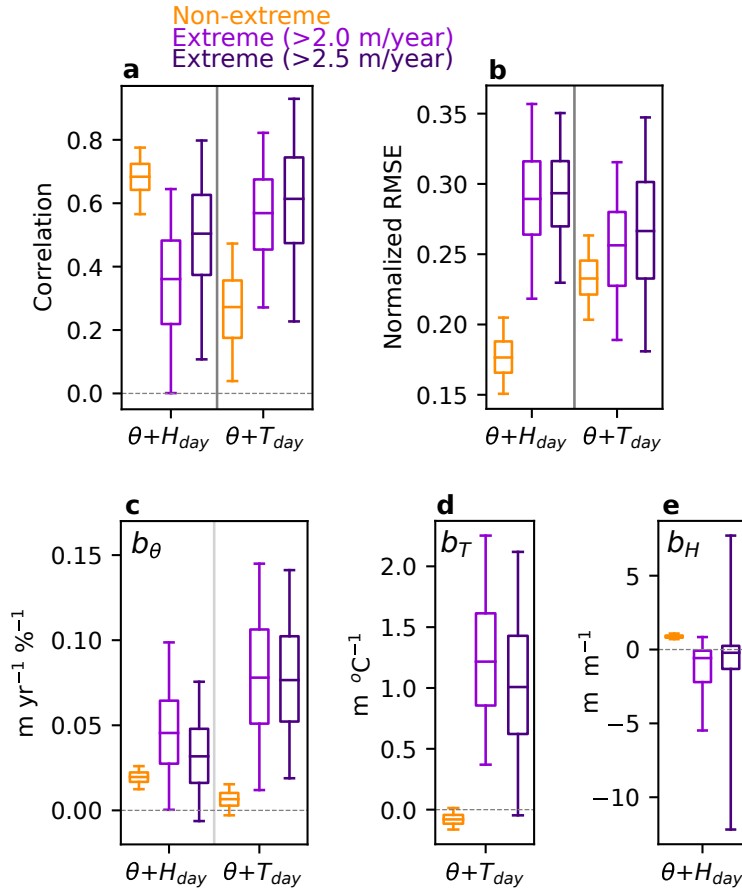 Non-extreme
Extreme (>2.0 m/year)
Extreme (>2.5 m/year)
a
Correlation
0.8
0.6
0.4
0.2
0.0
θ+H_day θ+T_day
b
Normalized RMSE
0.35
0.30
0.25
0.20
0.15
θ+H_day θ+T_day
c
b_θ
m yr⁻¹ %⁻¹
0.15
0.10
0.05
0.00
θ+H_day θ+T_day
d
b_T
m °C⁻¹
2.0
1.5
1.0
0.5
0.0
θ+T_day
e
b_H
m m⁻¹
5
0
−5
−10
θ+H_day